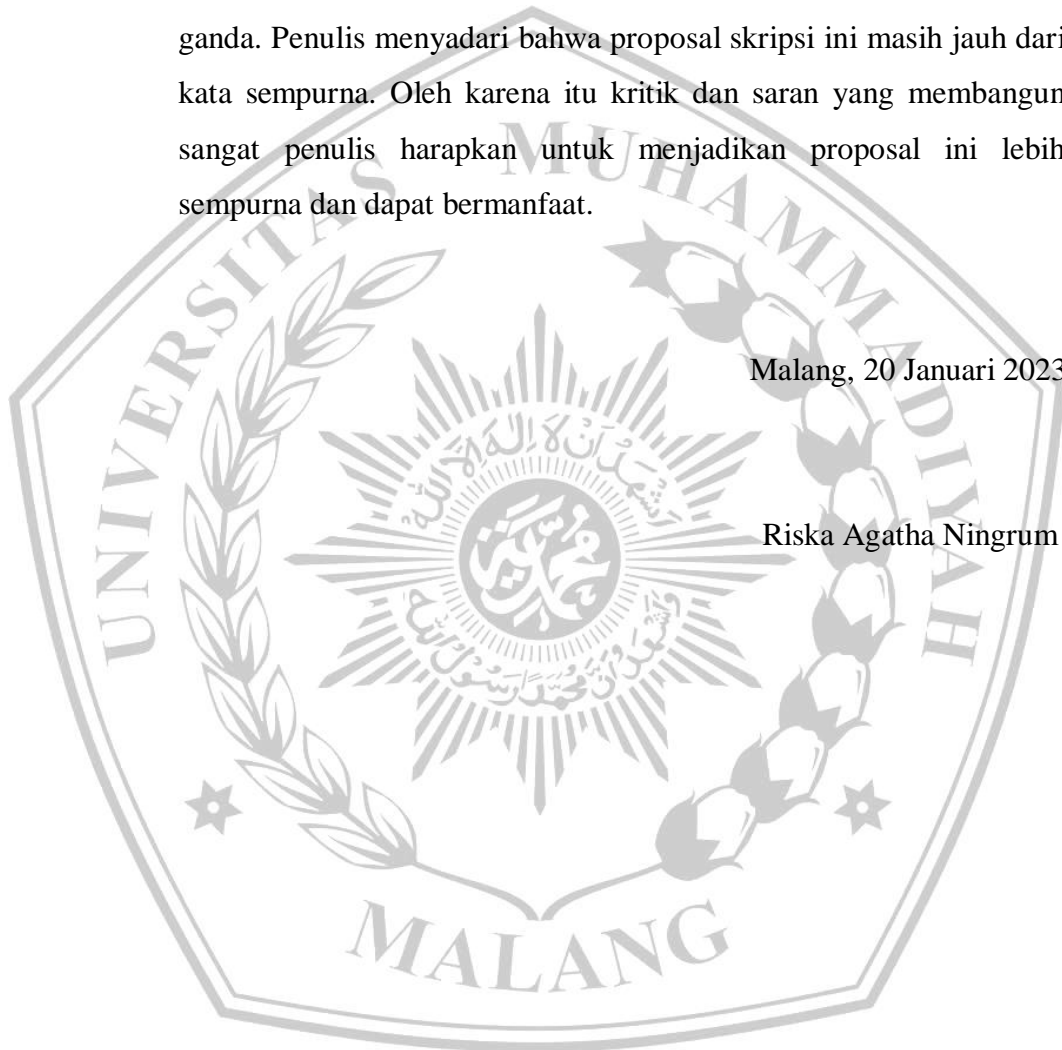 ganda. Penulis menyadari bahwa proposal skripsi ini masih jauh dari
kata sempurna. Oleh karena itu kritik dan saran yang membangun
sangat penulis harapkan untuk menjadikan proposal ini lebih
sempurna dan dapat bermanfaat.
Malang, 20 Januari 2023
Riska Agatha Ningrum
UNIVERSITAS MUHAMMADIYAH
MALANG